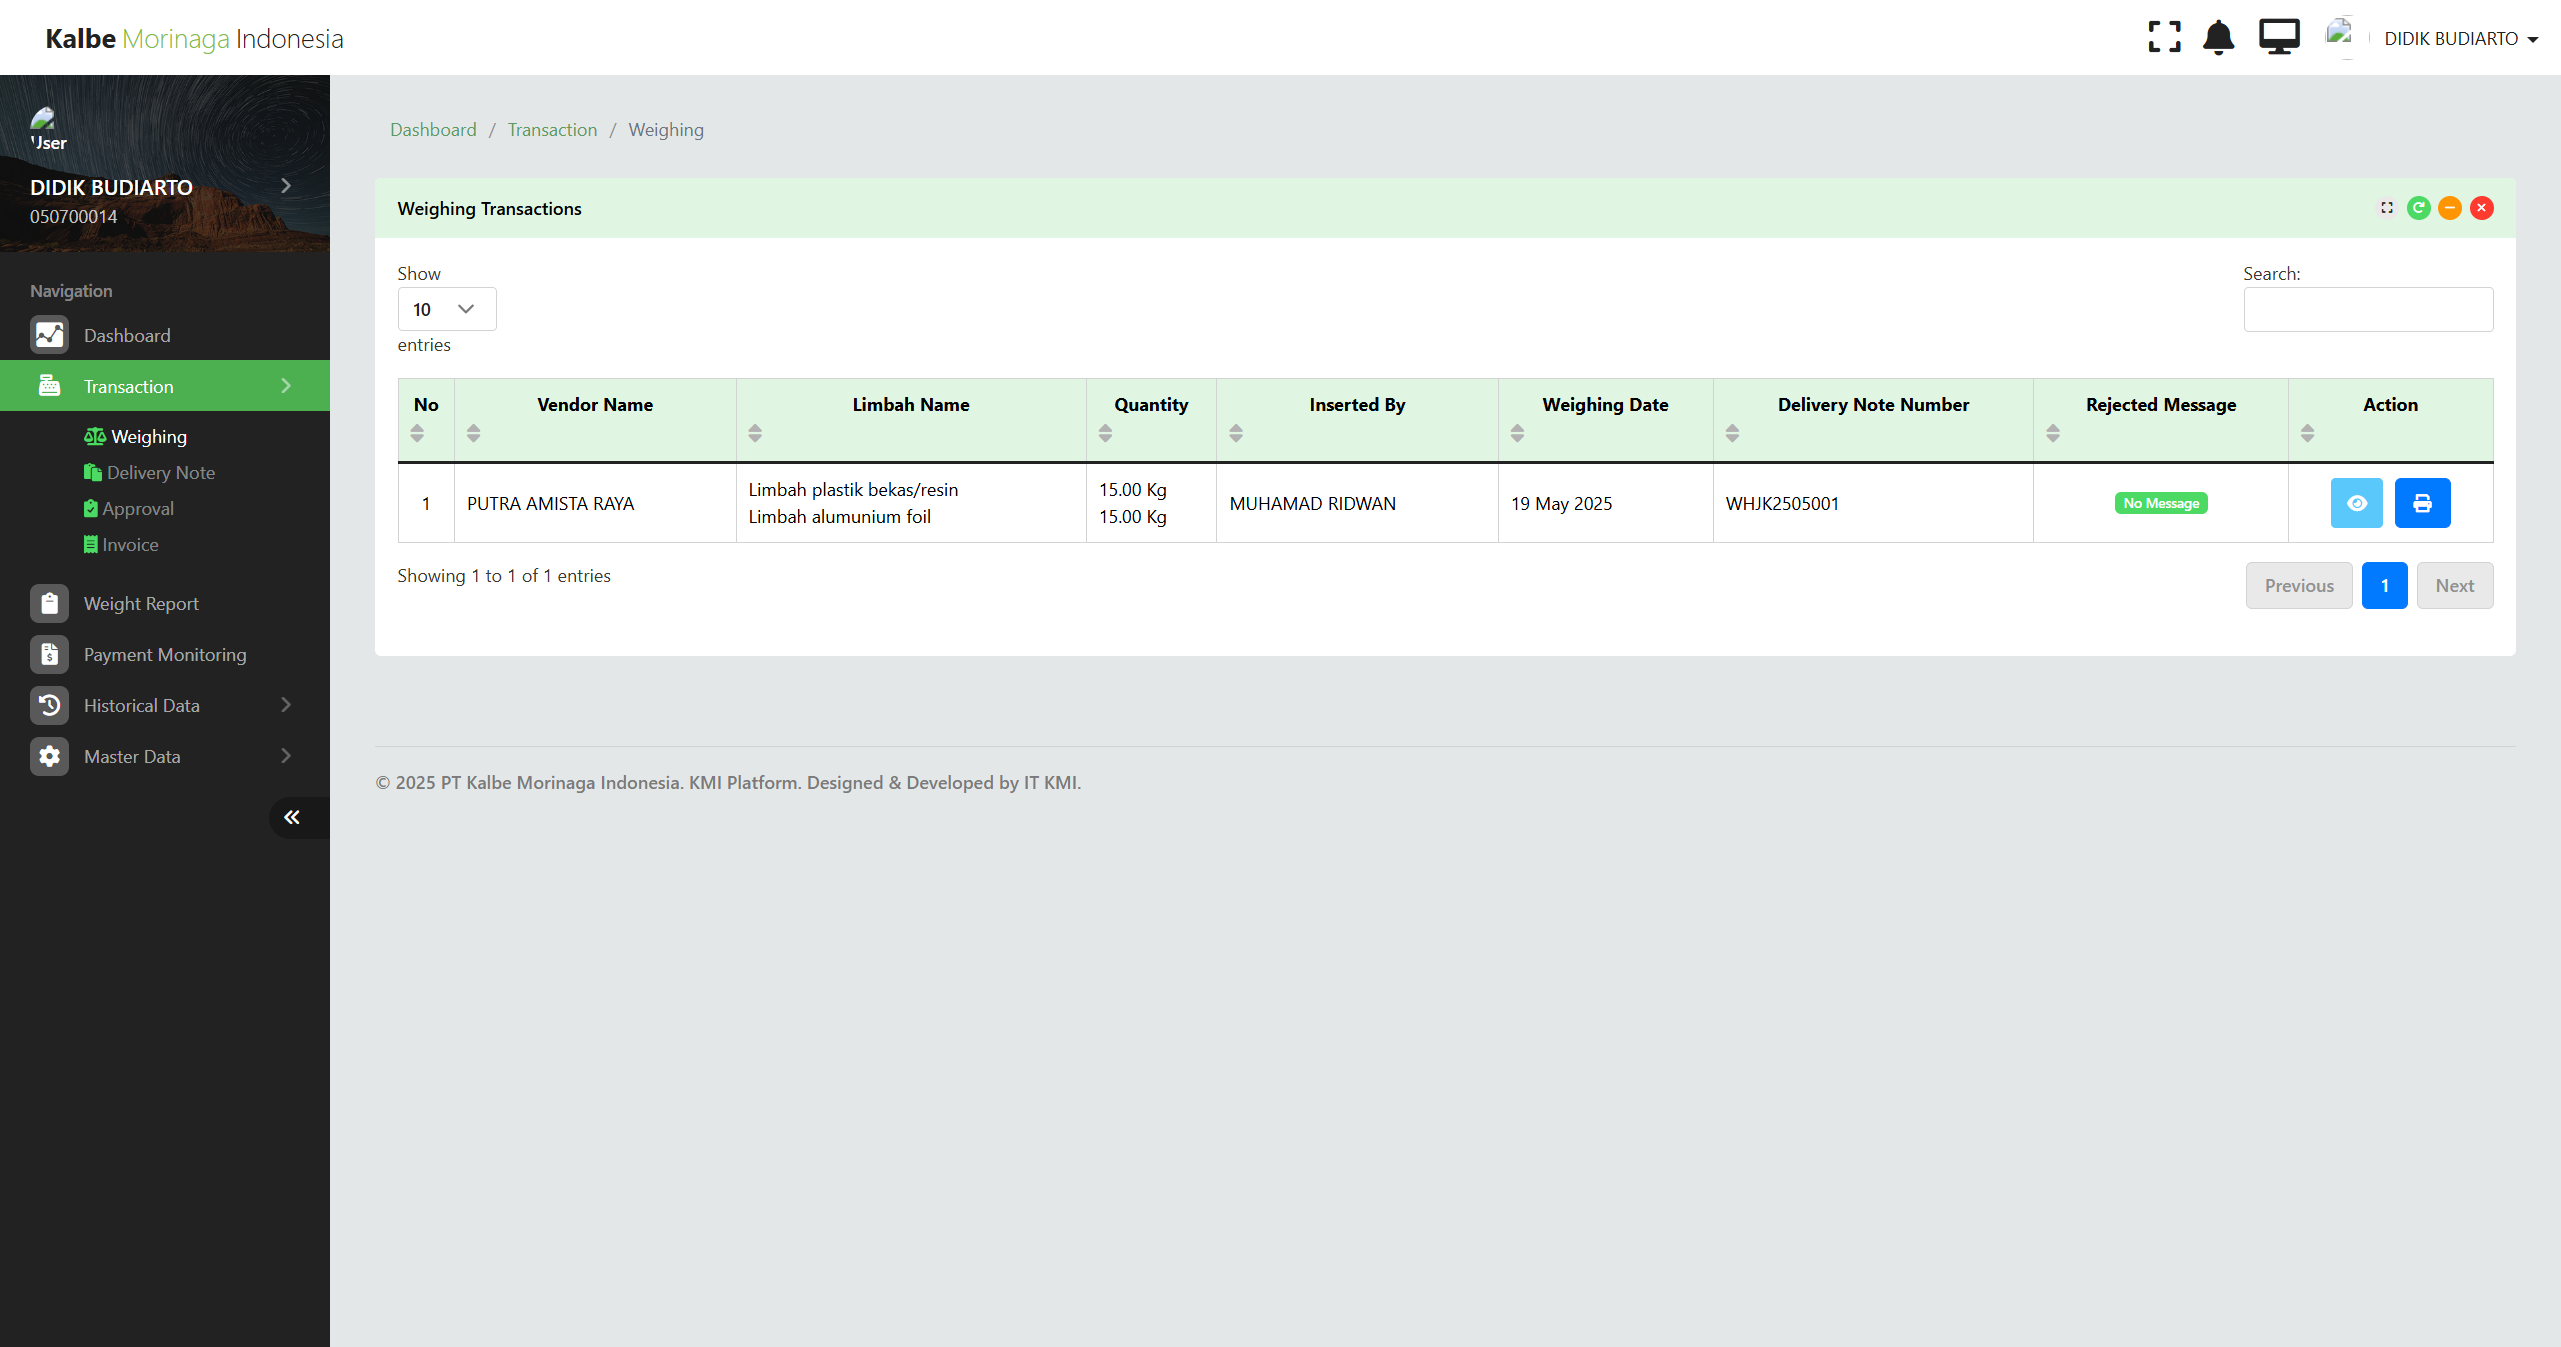 Kalbe Morinaga Indonesia
DIDIK BUDIARTO
User
DIDIK BUDIARTO
050700014
Navigation
Dashboard
Transaction
Weighing
Delivery Note
Approval
Invoice
Weight Report
Payment Monitoring
Historical Data
Master Data
Dashboard / Transaction / Weighing
Weighing Transactions
Show
10
entries
Search:
No Vendor Name Limbah Name Quantity Inserted By Weighing Date Delivery Note Number Rejected Message Action
1 PUTRA AMISTA RAYA Limbah plastik bekas/resin 15.00 Kg MUHAMAD RIDWAN 19 May 2025 WHJK2505001 No Message
Limbah alumunium foil 15.00 Kg
Showing 1 to 1 of 1 entries
Previous 1 Next
© 2025 PT Kalbe Morinaga Indonesia. KMI Platform. Designed & Developed by IT KMI.